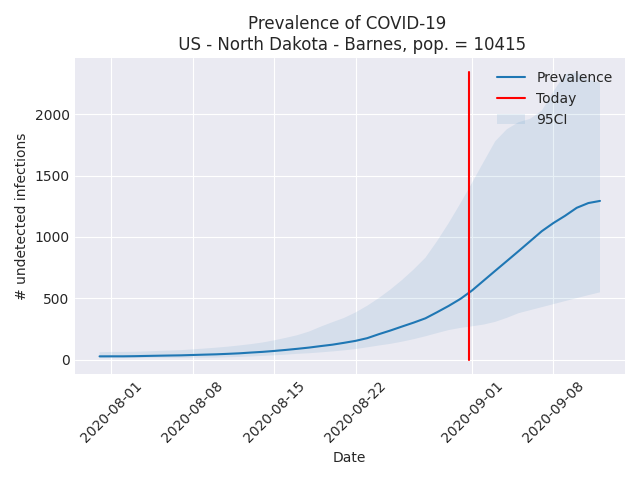 Prevalence of COVID-19
US - North Dakota - Barnes, pop. = 10415
Prevalence
Today
95CI
# undetected infections
2000
1500
1000
500
0
2020-08-01
2020-08-08
2020-08-15
2020-08-22
2020-09-01
2020-09-08
Date